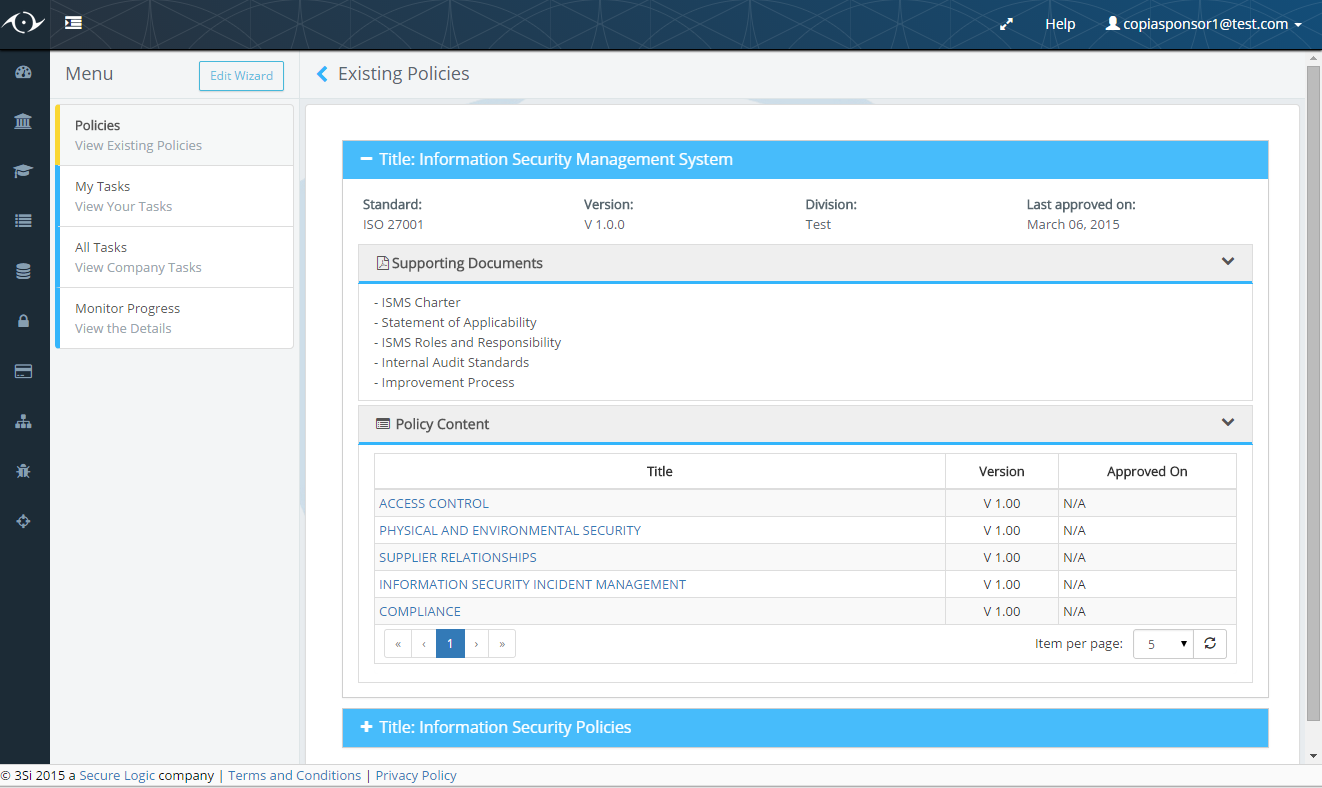 Help copiasponsor1@test.com
Menu
Edit Wizard
Existing Policies
Policies
View Existing Policies
My Tasks
View Your Tasks
All Tasks
View Company Tasks
Monitor Progress
View the Details
Title: Information Security Management System
Standard: Version: Division: Last approved on:
ISO 27001 V 1.0.0 Test March 06, 2015
Supporting Documents
- ISMS Charter
- Statement of Applicability
- ISMS Roles and Responsibility
- Internal Audit Standards
- Improvement Process
Policy Content
Title Version Approved On
ACCESS CONTROL V 1.00 N/A
PHYSICAL AND ENVIRONMENTAL SECURITY V 1.00 N/A
SUPPLIER RELATIONSHIPS V 1.00 N/A
INFORMATION SECURITY INCIDENT MANAGEMENT V 1.00 N/A
COMPLIANCE V 1.00 N/A
« ‹ 1 › » Item per page: 5
Title: Information Security Policies
© 3Si 2015 a Secure Logic company | Terms and Conditions | Privacy Policy